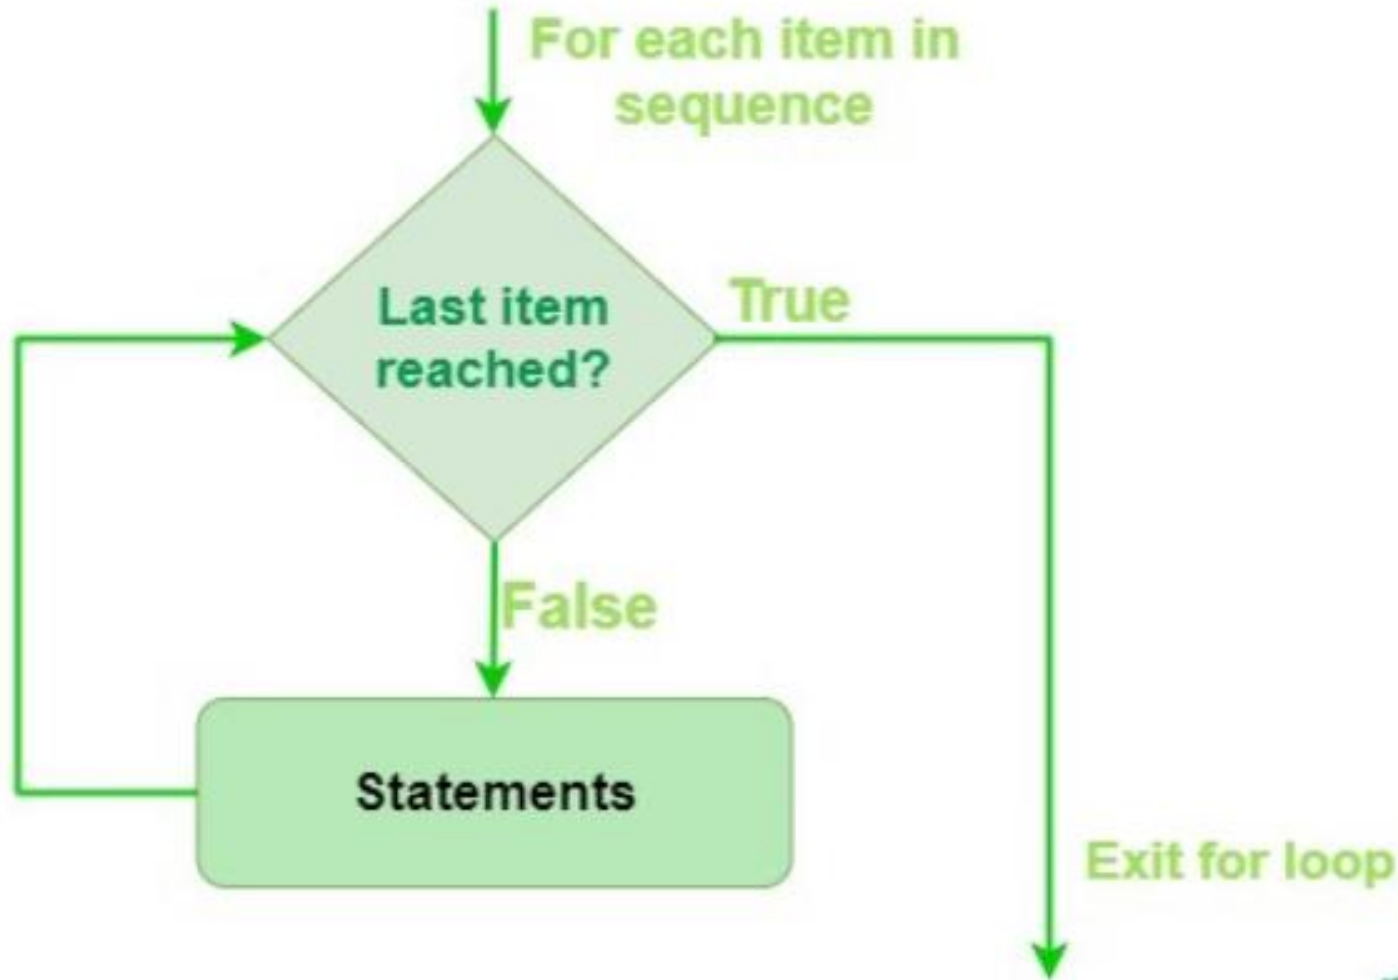 For each item in
sequence
Last item
reached?
True
False
Statements
Exit for loop